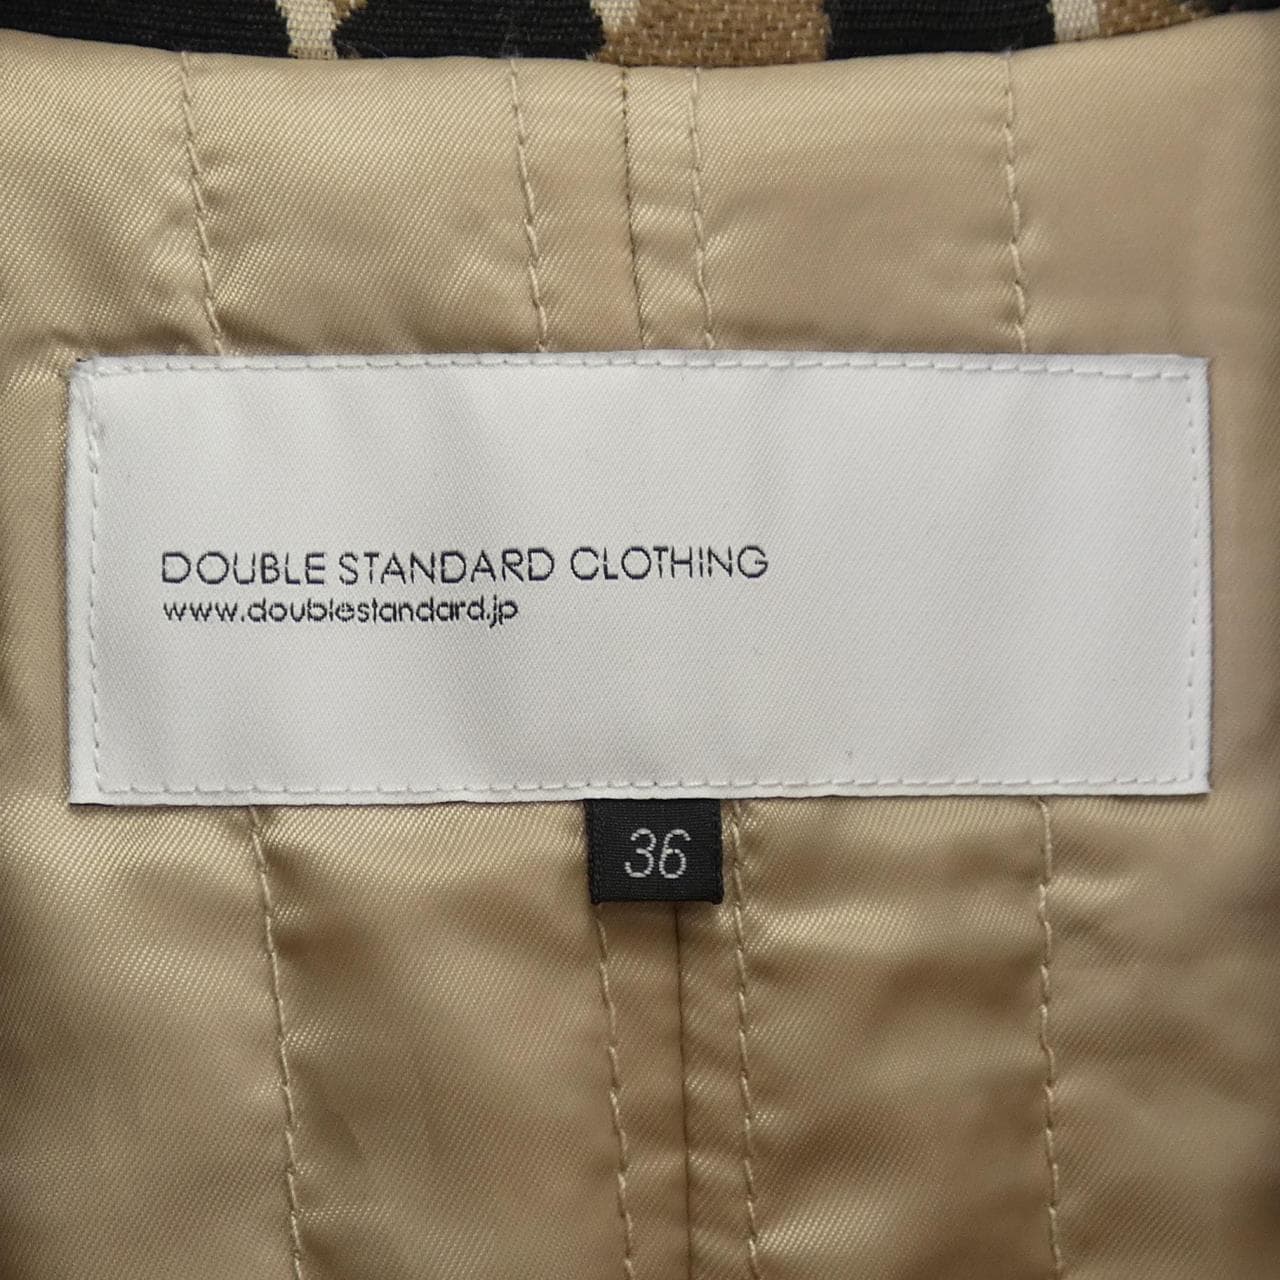 DOUBLE STANDARD CLOTHING
www.doublestandard.jp
36